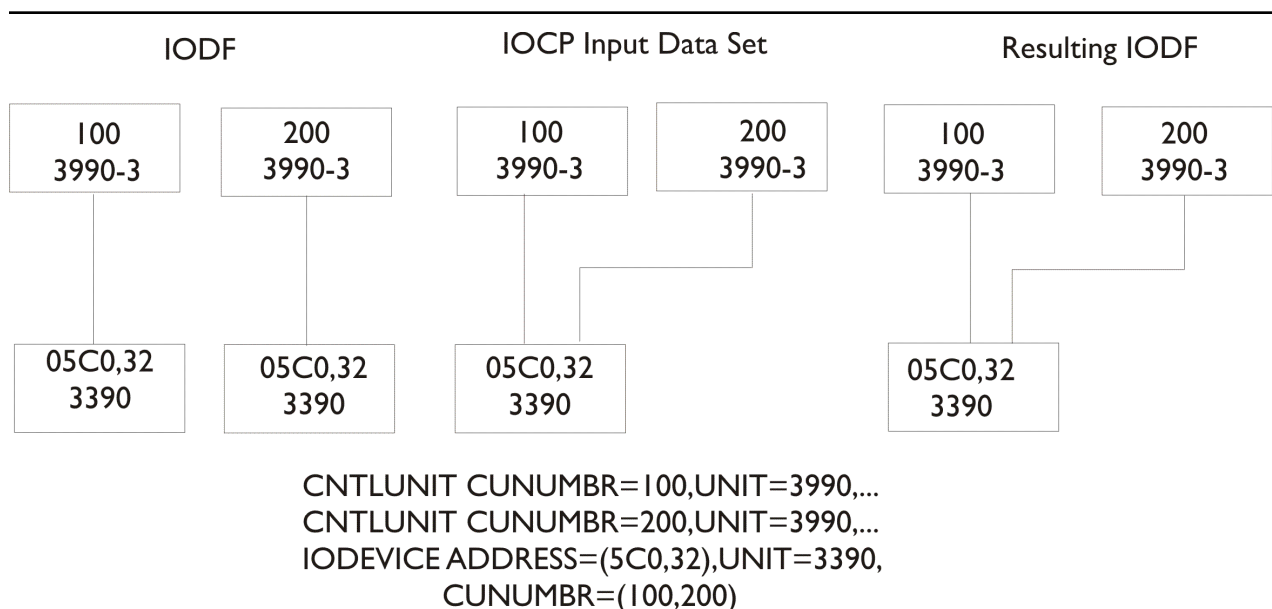 IODF
IOCP Input Data Set
Resulting IODF
100
3990-3
200
3990-3
100
3990-3
200
3990-3
100
3990-3
200
3990-3
05C0,32
3390
05C0,32
3390
05C0,32
3390
05C0,32
3390
CNTLUNIT CUNUMBR=100,UNIT=3990,...
CNTLUNIT CUNUMBR=200,UNIT=3990,...
IODEVICE ADDRESS=(5C0,32),UNIT=3390,
CUNUMBR=(100,200)